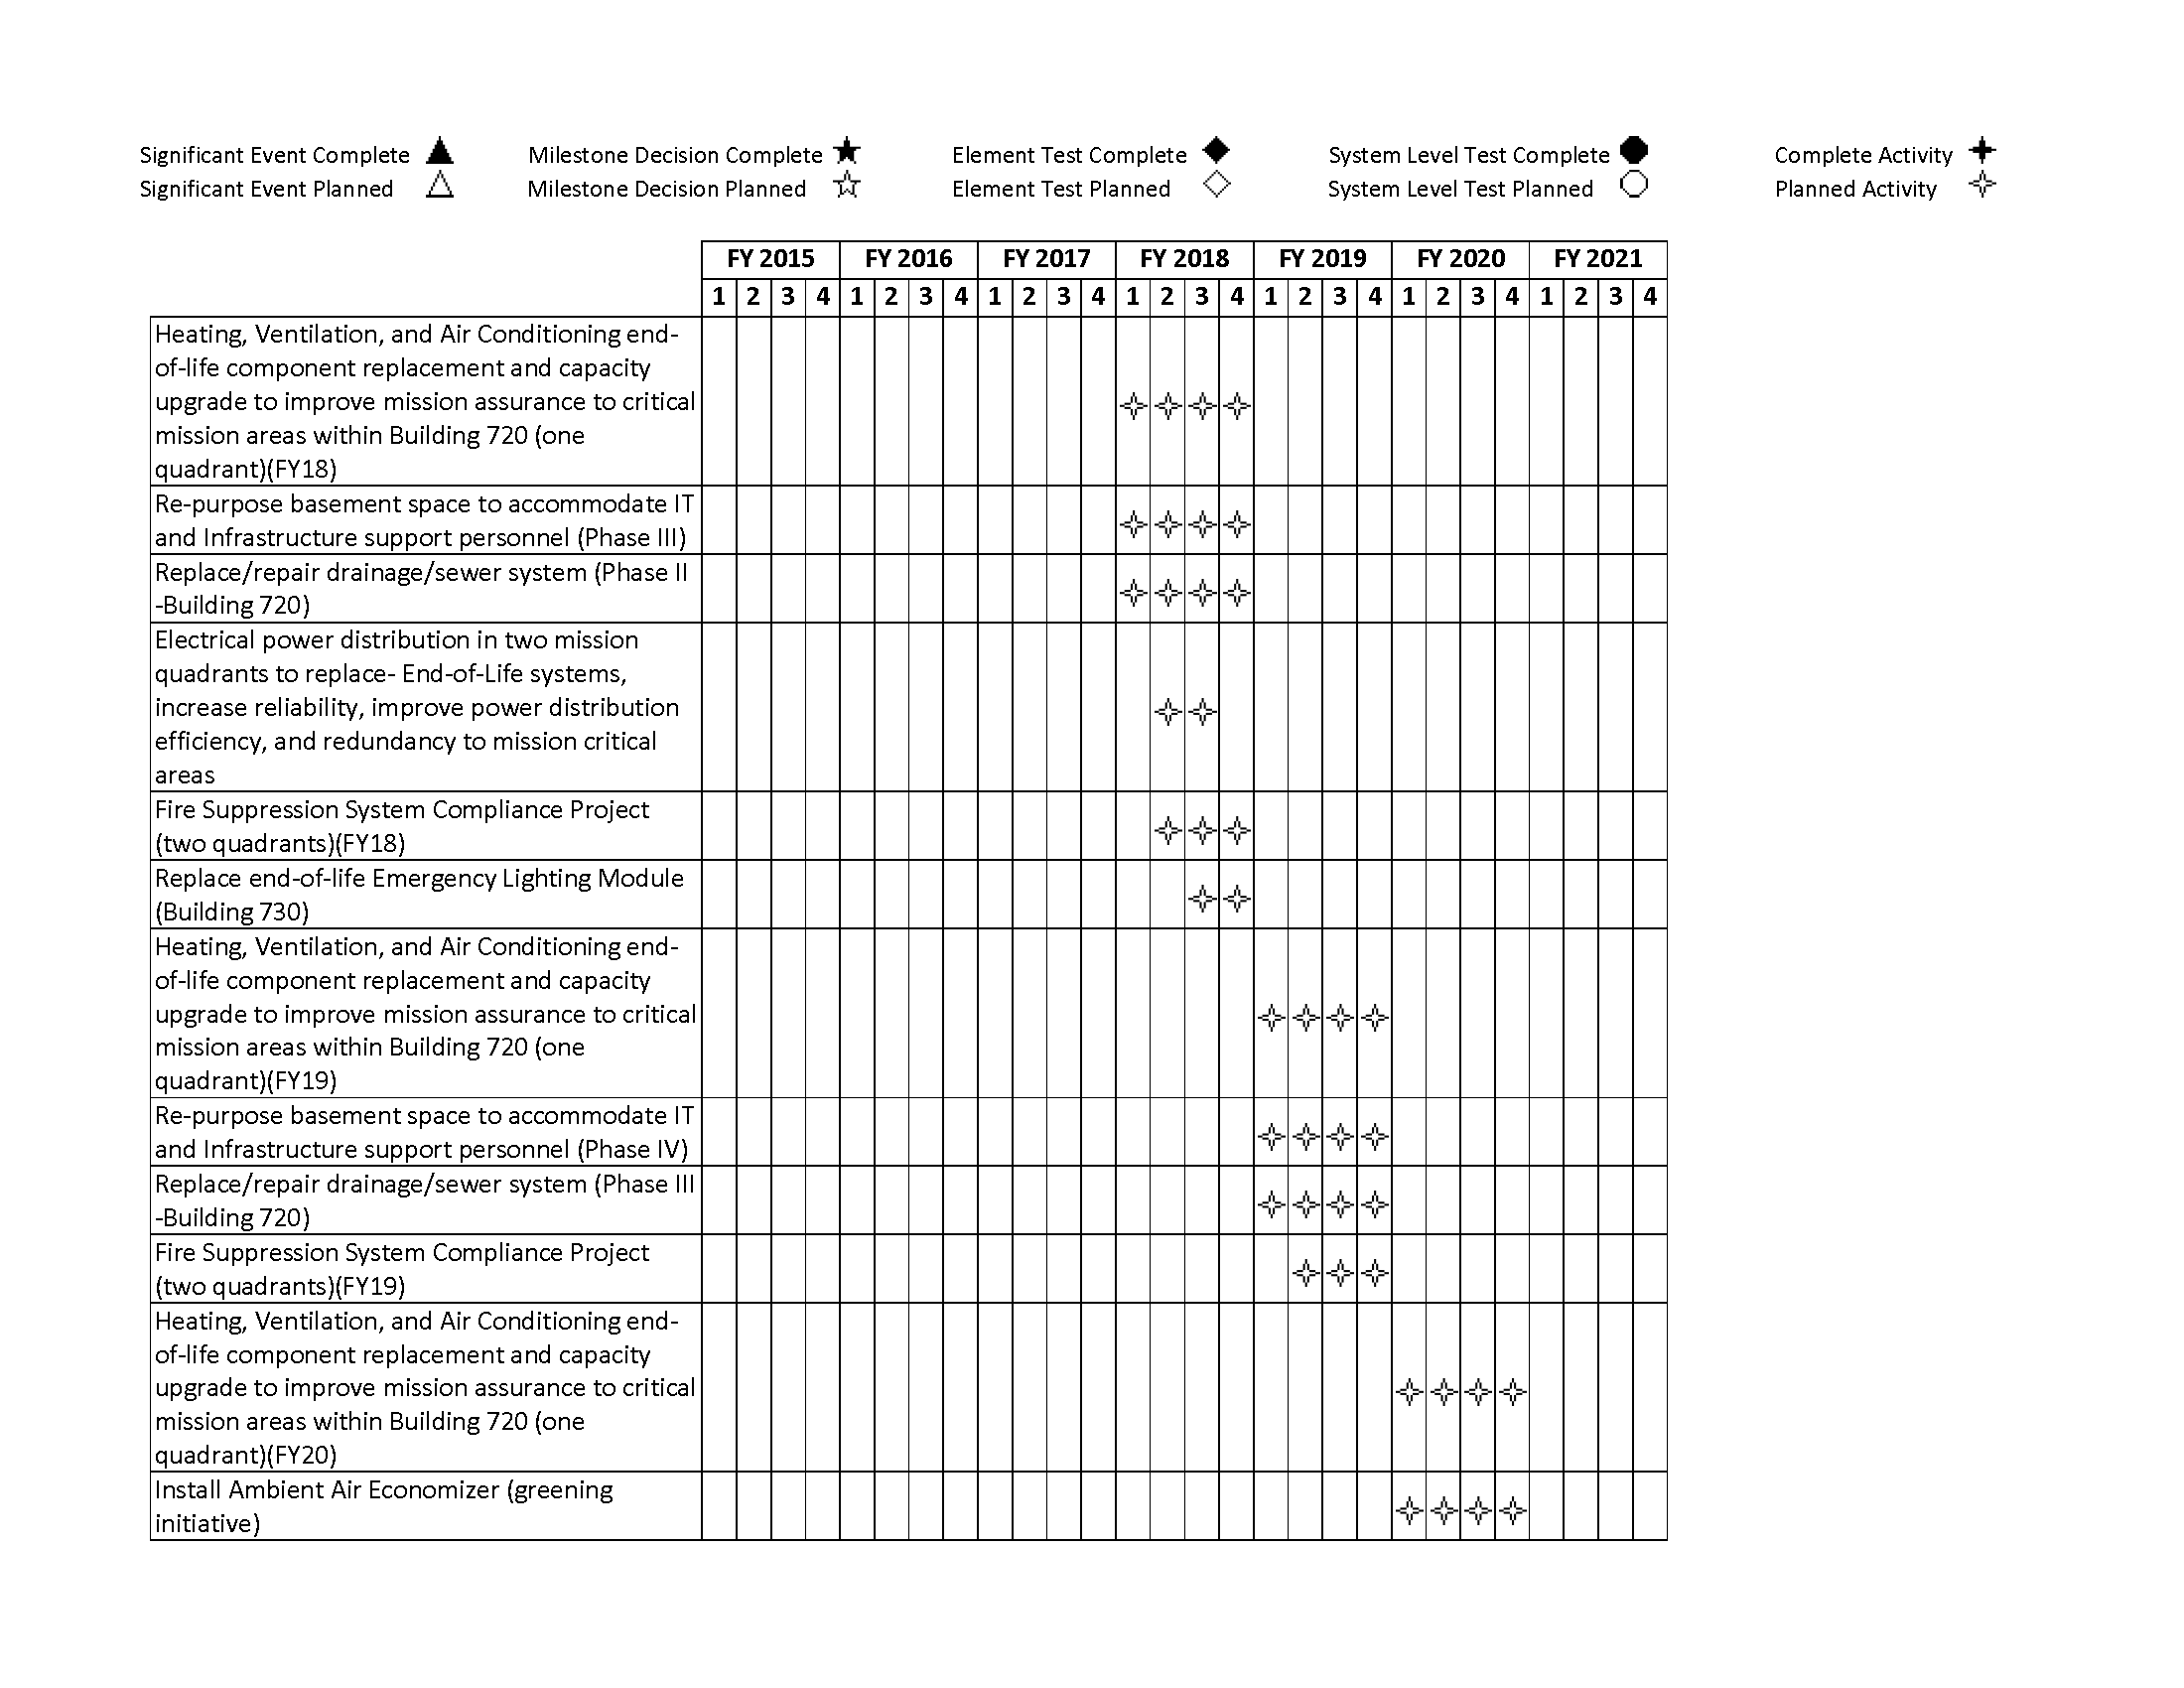 Significant Event Complete Milestone Decision Complete Element Test Complete System Level Test Complete Complete Activity
Significant Event Planned Milestone Decision Planned Element Test Planned System Level Test Planned Planned Activity
FY 2015 FY 2016 FY 2017 FY 2018 FY 2019 FY 2020 FY 2021
1 2 3 4 1 2 3 4 1 2 3 4 1 2 3 4 1 2 3 4 1 2 3 4 1 2 3 4
Heating, Ventilation, and Air Conditioning end-
of-life component replacement and capacity
upgrade to improve mission assurance to critical
mission areas within Building 720 (one
quadrant)(FY18)
Re-purpose basement space to accommodate IT
and Infrastructure support personnel (Phase III)
Replace/repair drainage/sewer system (Phase II
-Building 720)
Electrical power distribution in two mission
quadrants to replace- End-of-Life systems,
increase reliability, improve power distribution
efficiency, and redundancy to mission critical
areas
Fire Suppression System Compliance Project
(two quadrants)(FY18)
Replace end-of-life Emergency Lighting Module
(Building 730)
Heating, Ventilation, and Air Conditioning end-
of-life component replacement and capacity
upgrade to improve mission assurance to critical
mission areas within Building 720 (one
quadrant)(FY19)
Re-purpose basement space to accommodate IT
and Infrastructure support personnel (Phase IV)
Replace/repair drainage/sewer system (Phase III
-Building 720)
Fire Suppression System Compliance Project
(two quadrants)(FY19)
Heating, Ventilation, and Air Conditioning end-
of-life component replacement and capacity
upgrade to improve mission assurance to critical
mission areas within Building 720 (one
quadrant)(FY20)
Install Ambient Air Economizer (greening
initiative)